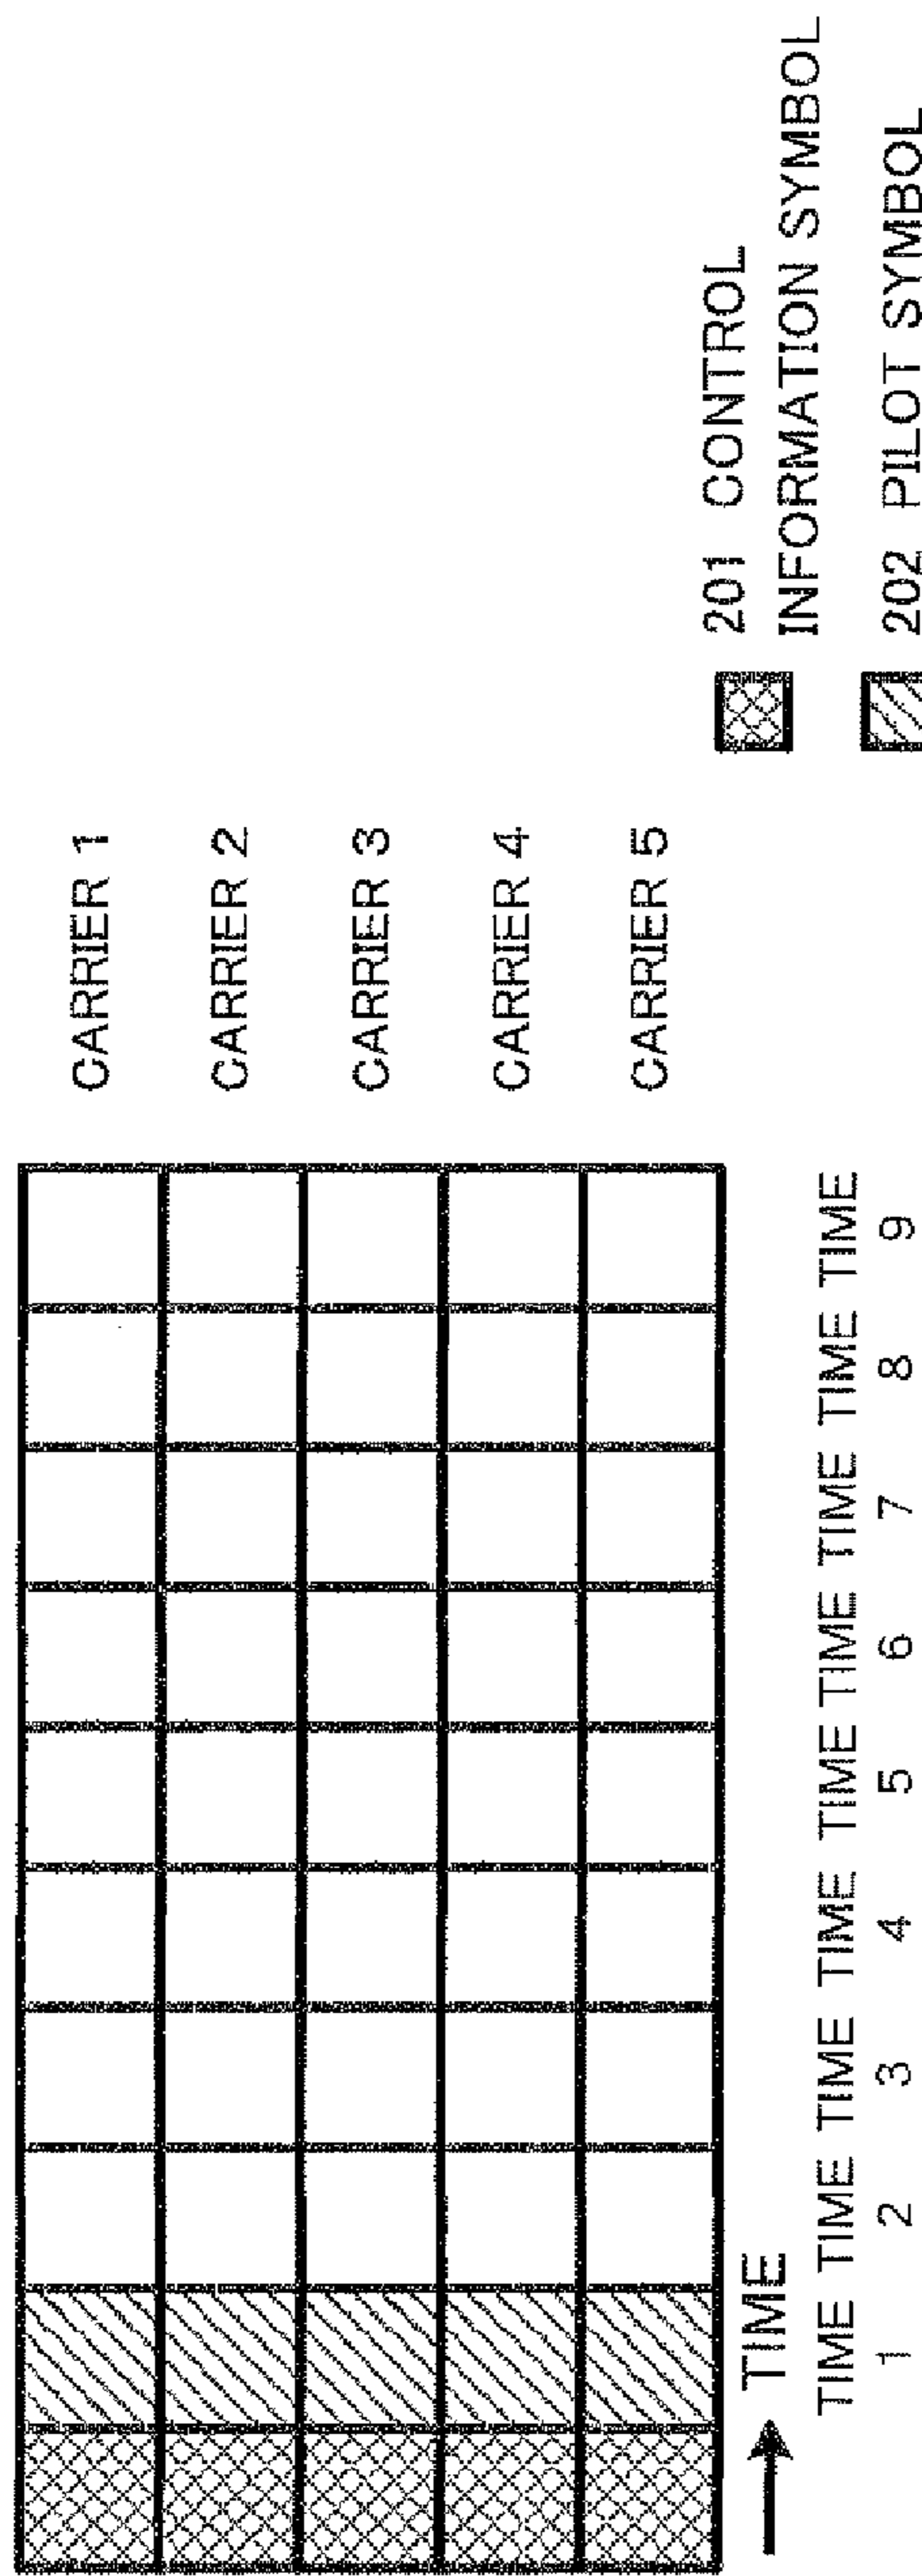 CARRIER 1
CARRIER 2
CARRIER 3
CARRIER 4
CARRIER 5
TIME
TIME TIME TIME TIME TIME TIME TIME TIME TIME
1 2 3 4 5 6 7 8 9
201 CONTROL
INFORMATION SYMBOL
202 PILOT SYMBOL